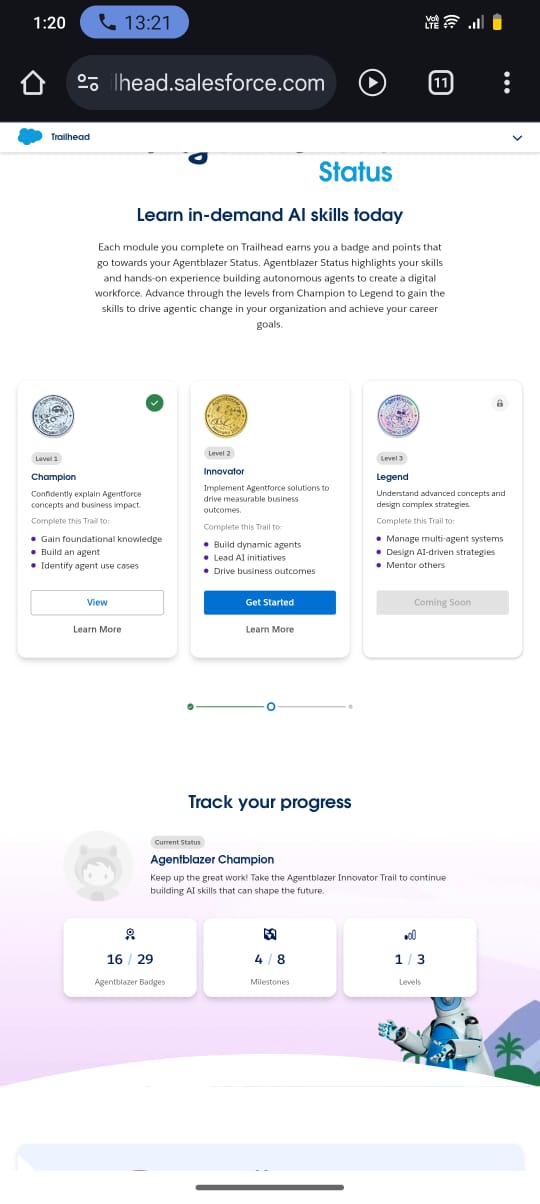 1:20
13:21
Vo)
LTE
lhead.salesforce.com
11
Trailhead
Status
Learn in-demand AI skills today
Each module you complete on Trailhead earns you a badge and points that
go towards your Agentblazer Status. Agentblazer Status highlights your skills
and hands-on experience building autonomous agents to create a digital
workforce. Advance through the levels from Champion to Legend to gain the
skills to drive agentic change in your organization and achieve your career
goals.
Level 1
Champion
Confidently explain Agentforce
concepts and business impact.
Complete this Trail to:
Gain foundational knowledge
Build an agent
Identify agent use cases
View
Learn More
Level 2
Innovator
Implement Agentforce solutions to
drive measurable business
outcomes.
Complete this Trail to:
Build dynamic agents
Lead AI initiatives
Drive business outcomes
Get Started
Learn More
Level 3
Legend
Understand advanced concepts and
design complex strategies.
Complete this Trail to:
Manage multi-agent systems
Design AI-driven strategies
Mentor others
Coming Soon
Track your progress
Current Status
Agentblazer Champion
Keep up the great work! Take the Agentblazer Innovator Trail to continue
building AI skills that can shape the future.
16 / 29
Agentblazer Badges
4 / 8
Milestones
1 / 3
Levels